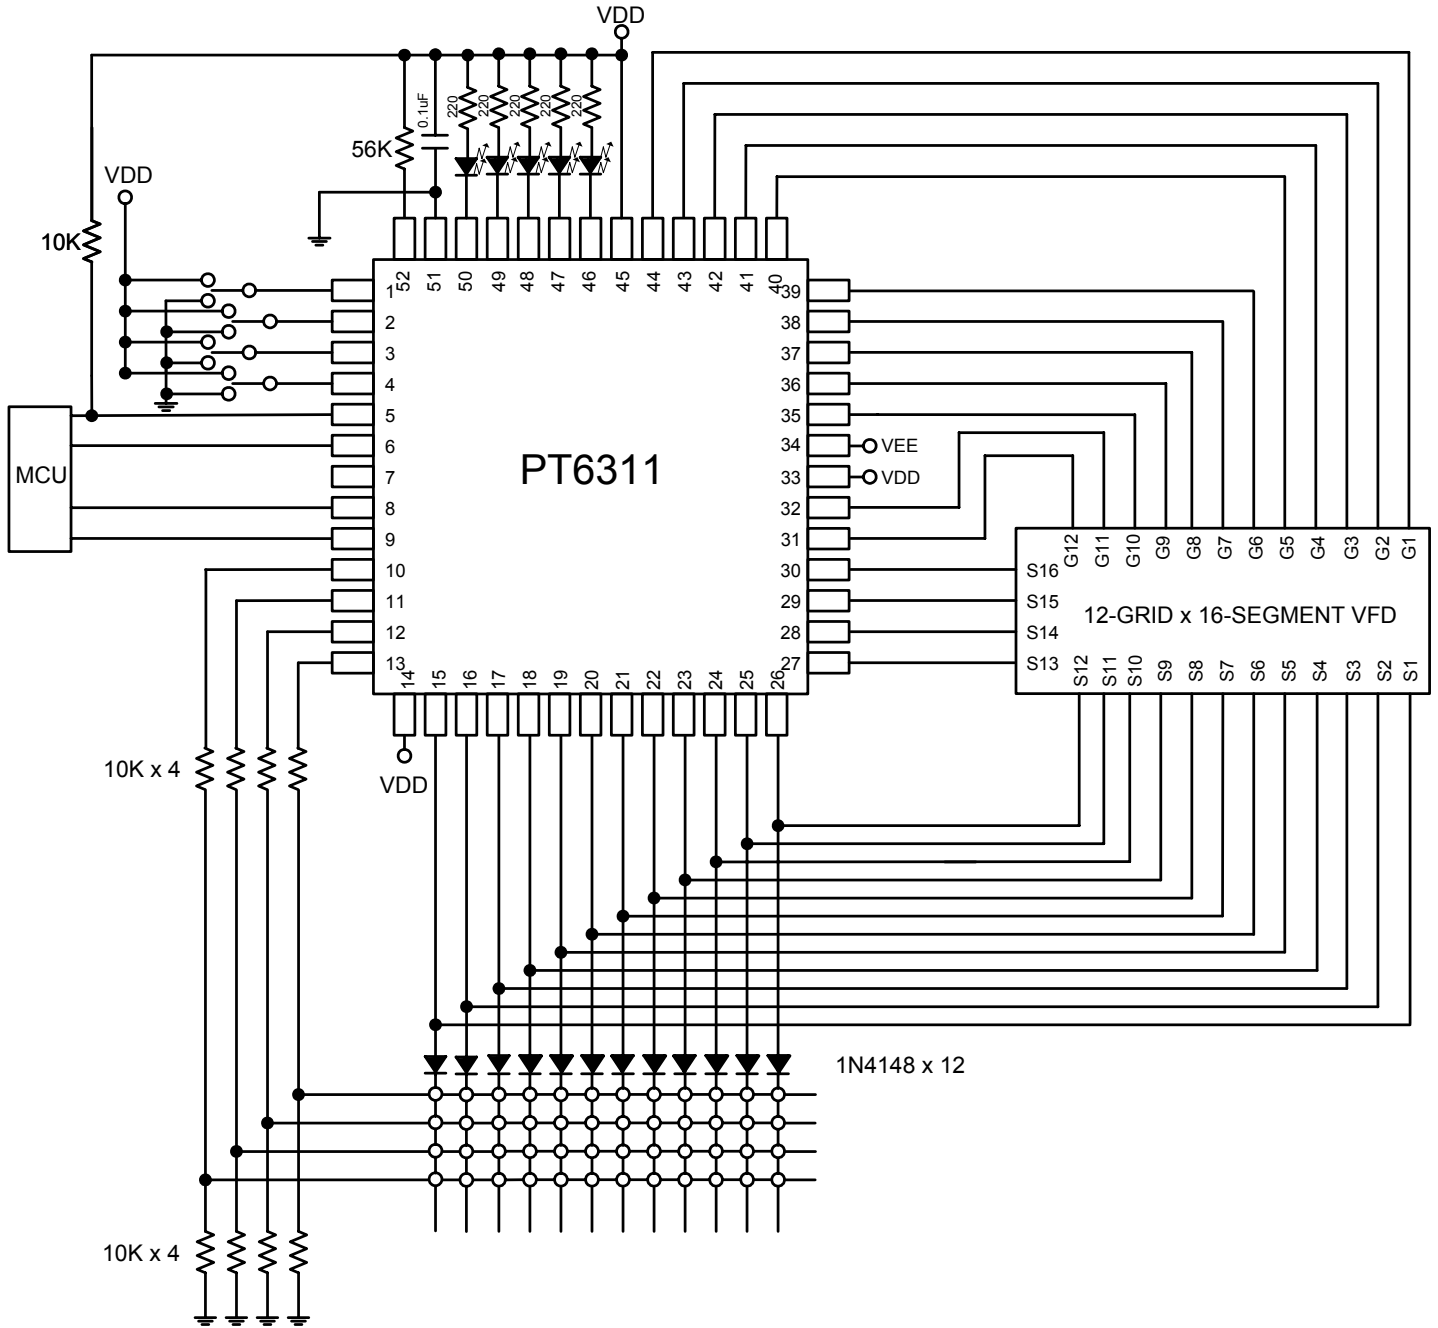 VDD
0.1uF
220
220
220
220
220
56K
VDD
10K
52
51
50
49
48
47
46
45
44
43
42
41
40
1
2
3
4
5
6
7
8
9
10
11
12
13
39
38
37
36
35
34
33
32
31
30
29
28
27
VEE
VDD
MCU
PT6311
G12
G11
G10
G9
G8
G7
G6
G5
G4
G3
G2
G1
S16
S15
S14
S13
12-GRID x 16-SEGMENT VFD
S12
S11
S10
S9
S8
S7
S6
S5
S4
S3
S2
S1
14
15
16
17
18
19
20
21
22
23
24
25
26
VDD
10K x 4
1N4148 x 12
10K x 4